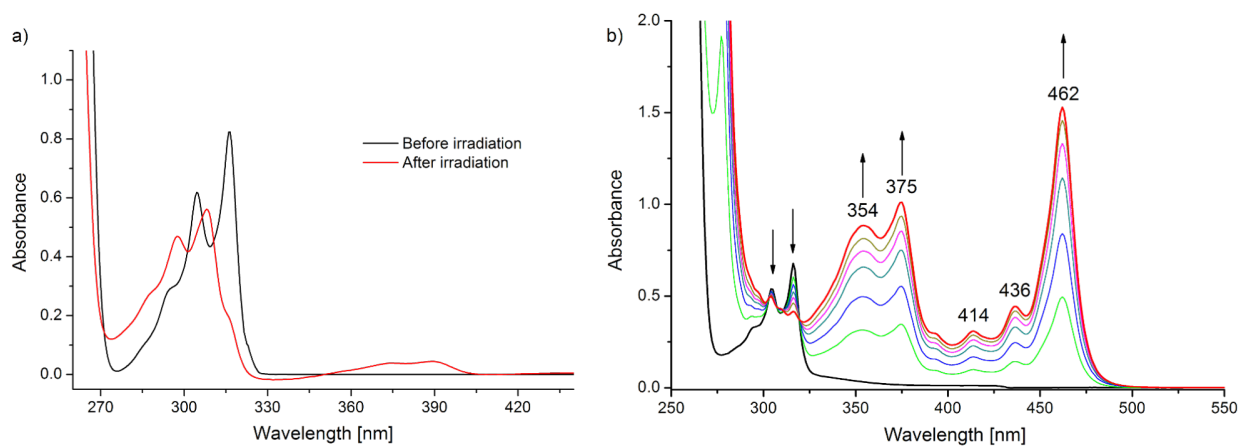 a)
Absorbance
1.0
0.8
0.6
0.4
0.2
0.0
Before irradiation
After irradiation
270 300 330 360 390 420
Wavelength [nm]
b)
Absorbance
2.0
1.5
1.0
0.5
0.0
462
375
354
436
414
250 300 350 400 450 500 550
Wavelength [nm]